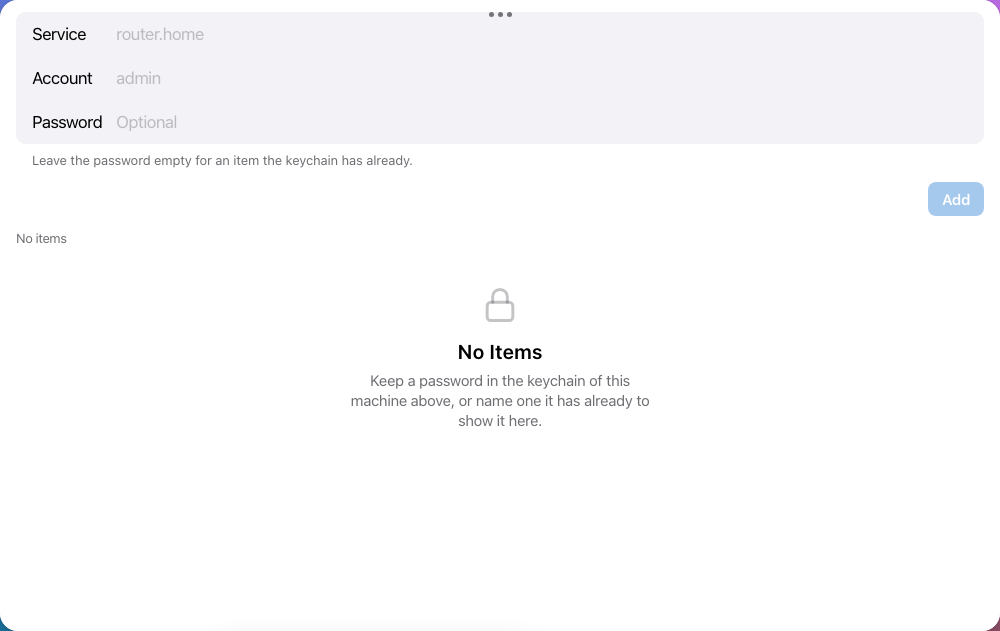 Service router.home
Account admin
Password Optional
Leave the password empty for an item the keychain has already.
Add
No items
No Items
Keep a password in the keychain of this
machine above, or name one it has already to
show it here.